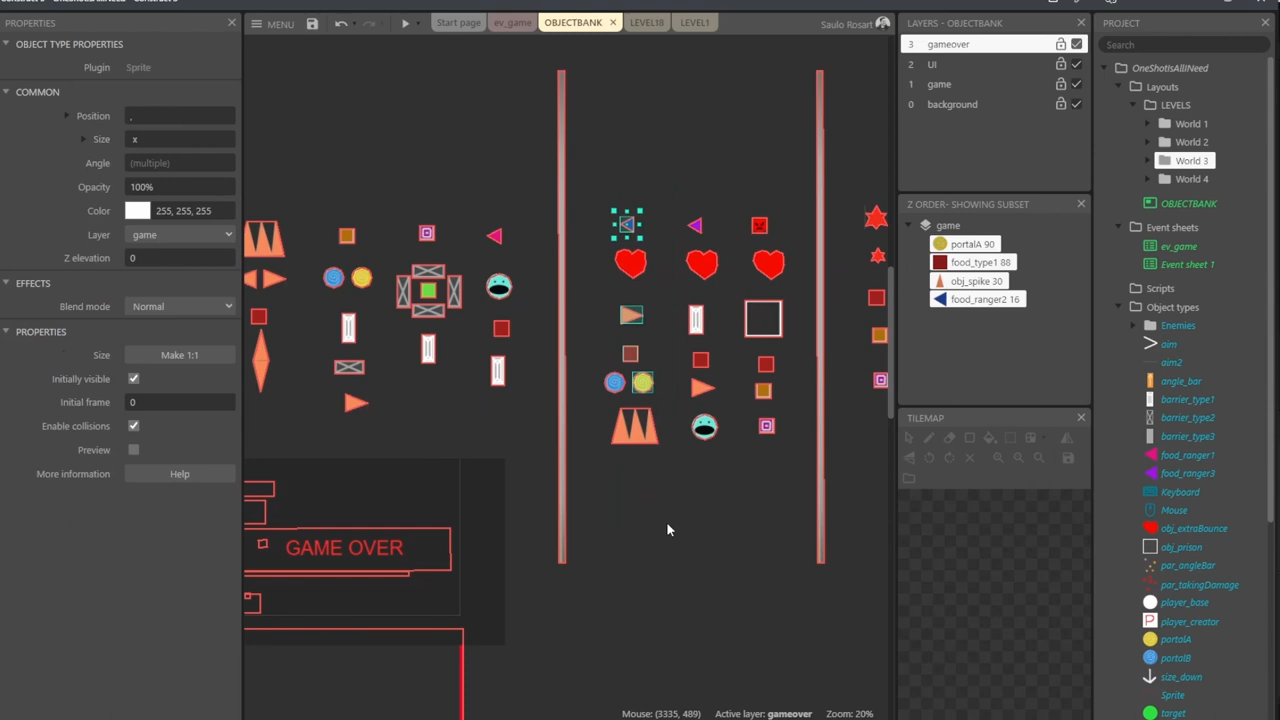 PROPERTIES
OBJECT TYPE PROPERTIES
Plugin Sprite
COMMON
Position ,
Size x
Angle (multiple)
Opacity 100%
Color 255, 255, 255
Layer game
Z elevation 0
EFFECTS
Blend mode Normal
PROPERTIES
Size Make 1:1
Initially visible
Initial frame 0
Enable collisions
Preview
More information Help
MENU
Start page ev_game OBJECTBANK LEVEL18 LEVEL1
Saulo Rosart
GAME OVER
Mouse: (3335, 489) Active layer: gameover Zoom: 20%
LAYERS - OBJECTBANK
3 gameover
2 UI
1 game
0 background
Z ORDER- SHOWING SUBSET
game
portalA 90
food_type1 88
obj_spike 30
food_ranger2 16
TILEMAP
PROJECT
Search
OneShotIsAllINeed
Layouts
LEVELS
World 1
World 2
World 3
World 4
OBJECTBANK
Event sheets
ev_game
Event sheet 1
Scripts
Object types
Enemies
aim
aim2
angle_bar
barrier_type1
barrier_type2
barrier_type3
food_ranger1
food_ranger3
Keyboard
Mouse
obj_extraBounce
obj_prison
par_angleBar
par_takingDamage
player_base
player_creator
portalA
portalB
size_down
Sprite
target